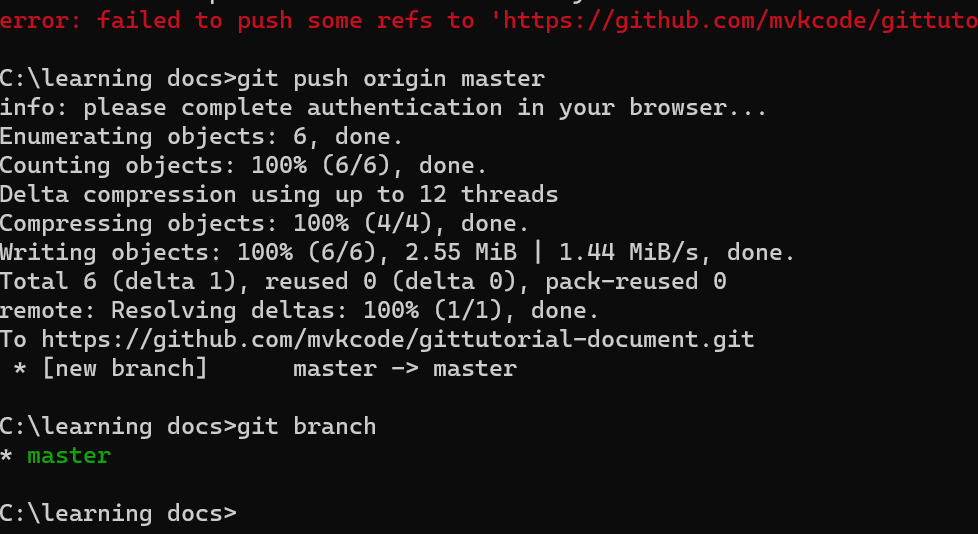 error: failed to push some refs to 'https://github.com/mvkcode/gittuto
C:\learning docs>git push origin master
info: please complete authentication in your browser...
Enumerating objects: 6, done.
Counting objects: 100% (6/6), done.
Delta compression using up to 12 threads
Compressing objects: 100% (4/4), done.
Writing objects: 100% (6/6), 2.55 MiB | 1.44 MiB/s, done.
Total 6 (delta 1), reused 0 (delta 0), pack-reused 0
remote: Resolving deltas: 100% (1/1), done.
To https://github.com/mvkcode/gittutorial-document.git
 * [new branch]      master -> master
C:\learning docs>git branch
* master
C:\learning docs>